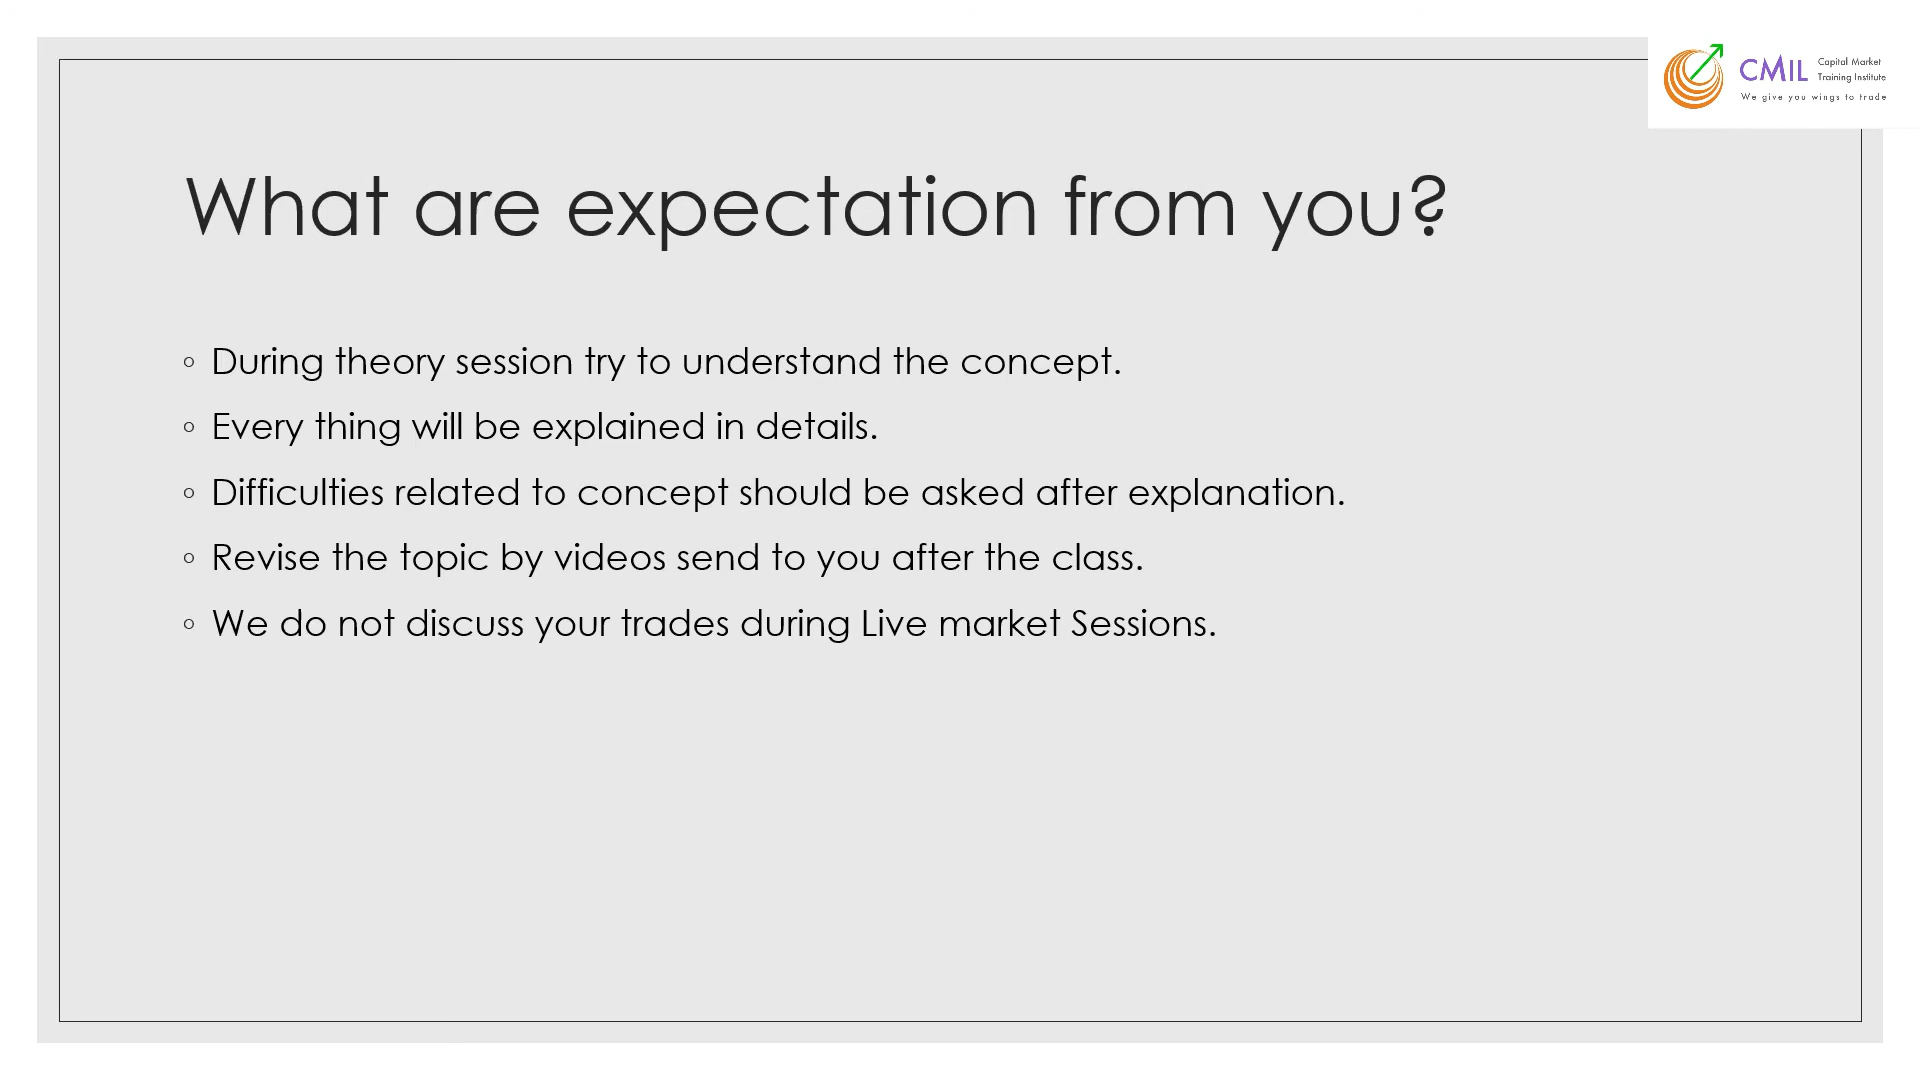 CMIL Capital Market
Training Institute
We give you wings to trade
What are expectation from you?
During theory session try to understand the concept.
Every thing will be explained in details.
Difficulties related to concept should be asked after explanation.
Revise the topic by videos send to you after the class.
We do not discuss your trades during Live market Sessions.